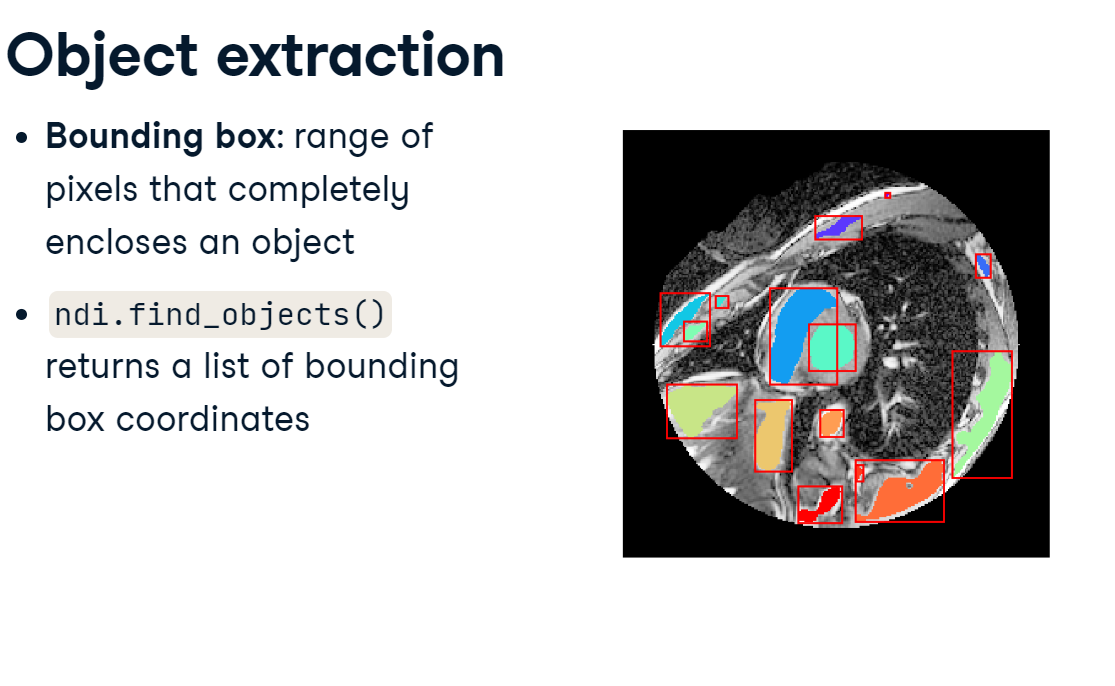 Object extraction
• Bounding box: range of
pixels that completely
encloses an object
• ndi.find_objects()
returns a list of bounding
box coordinates